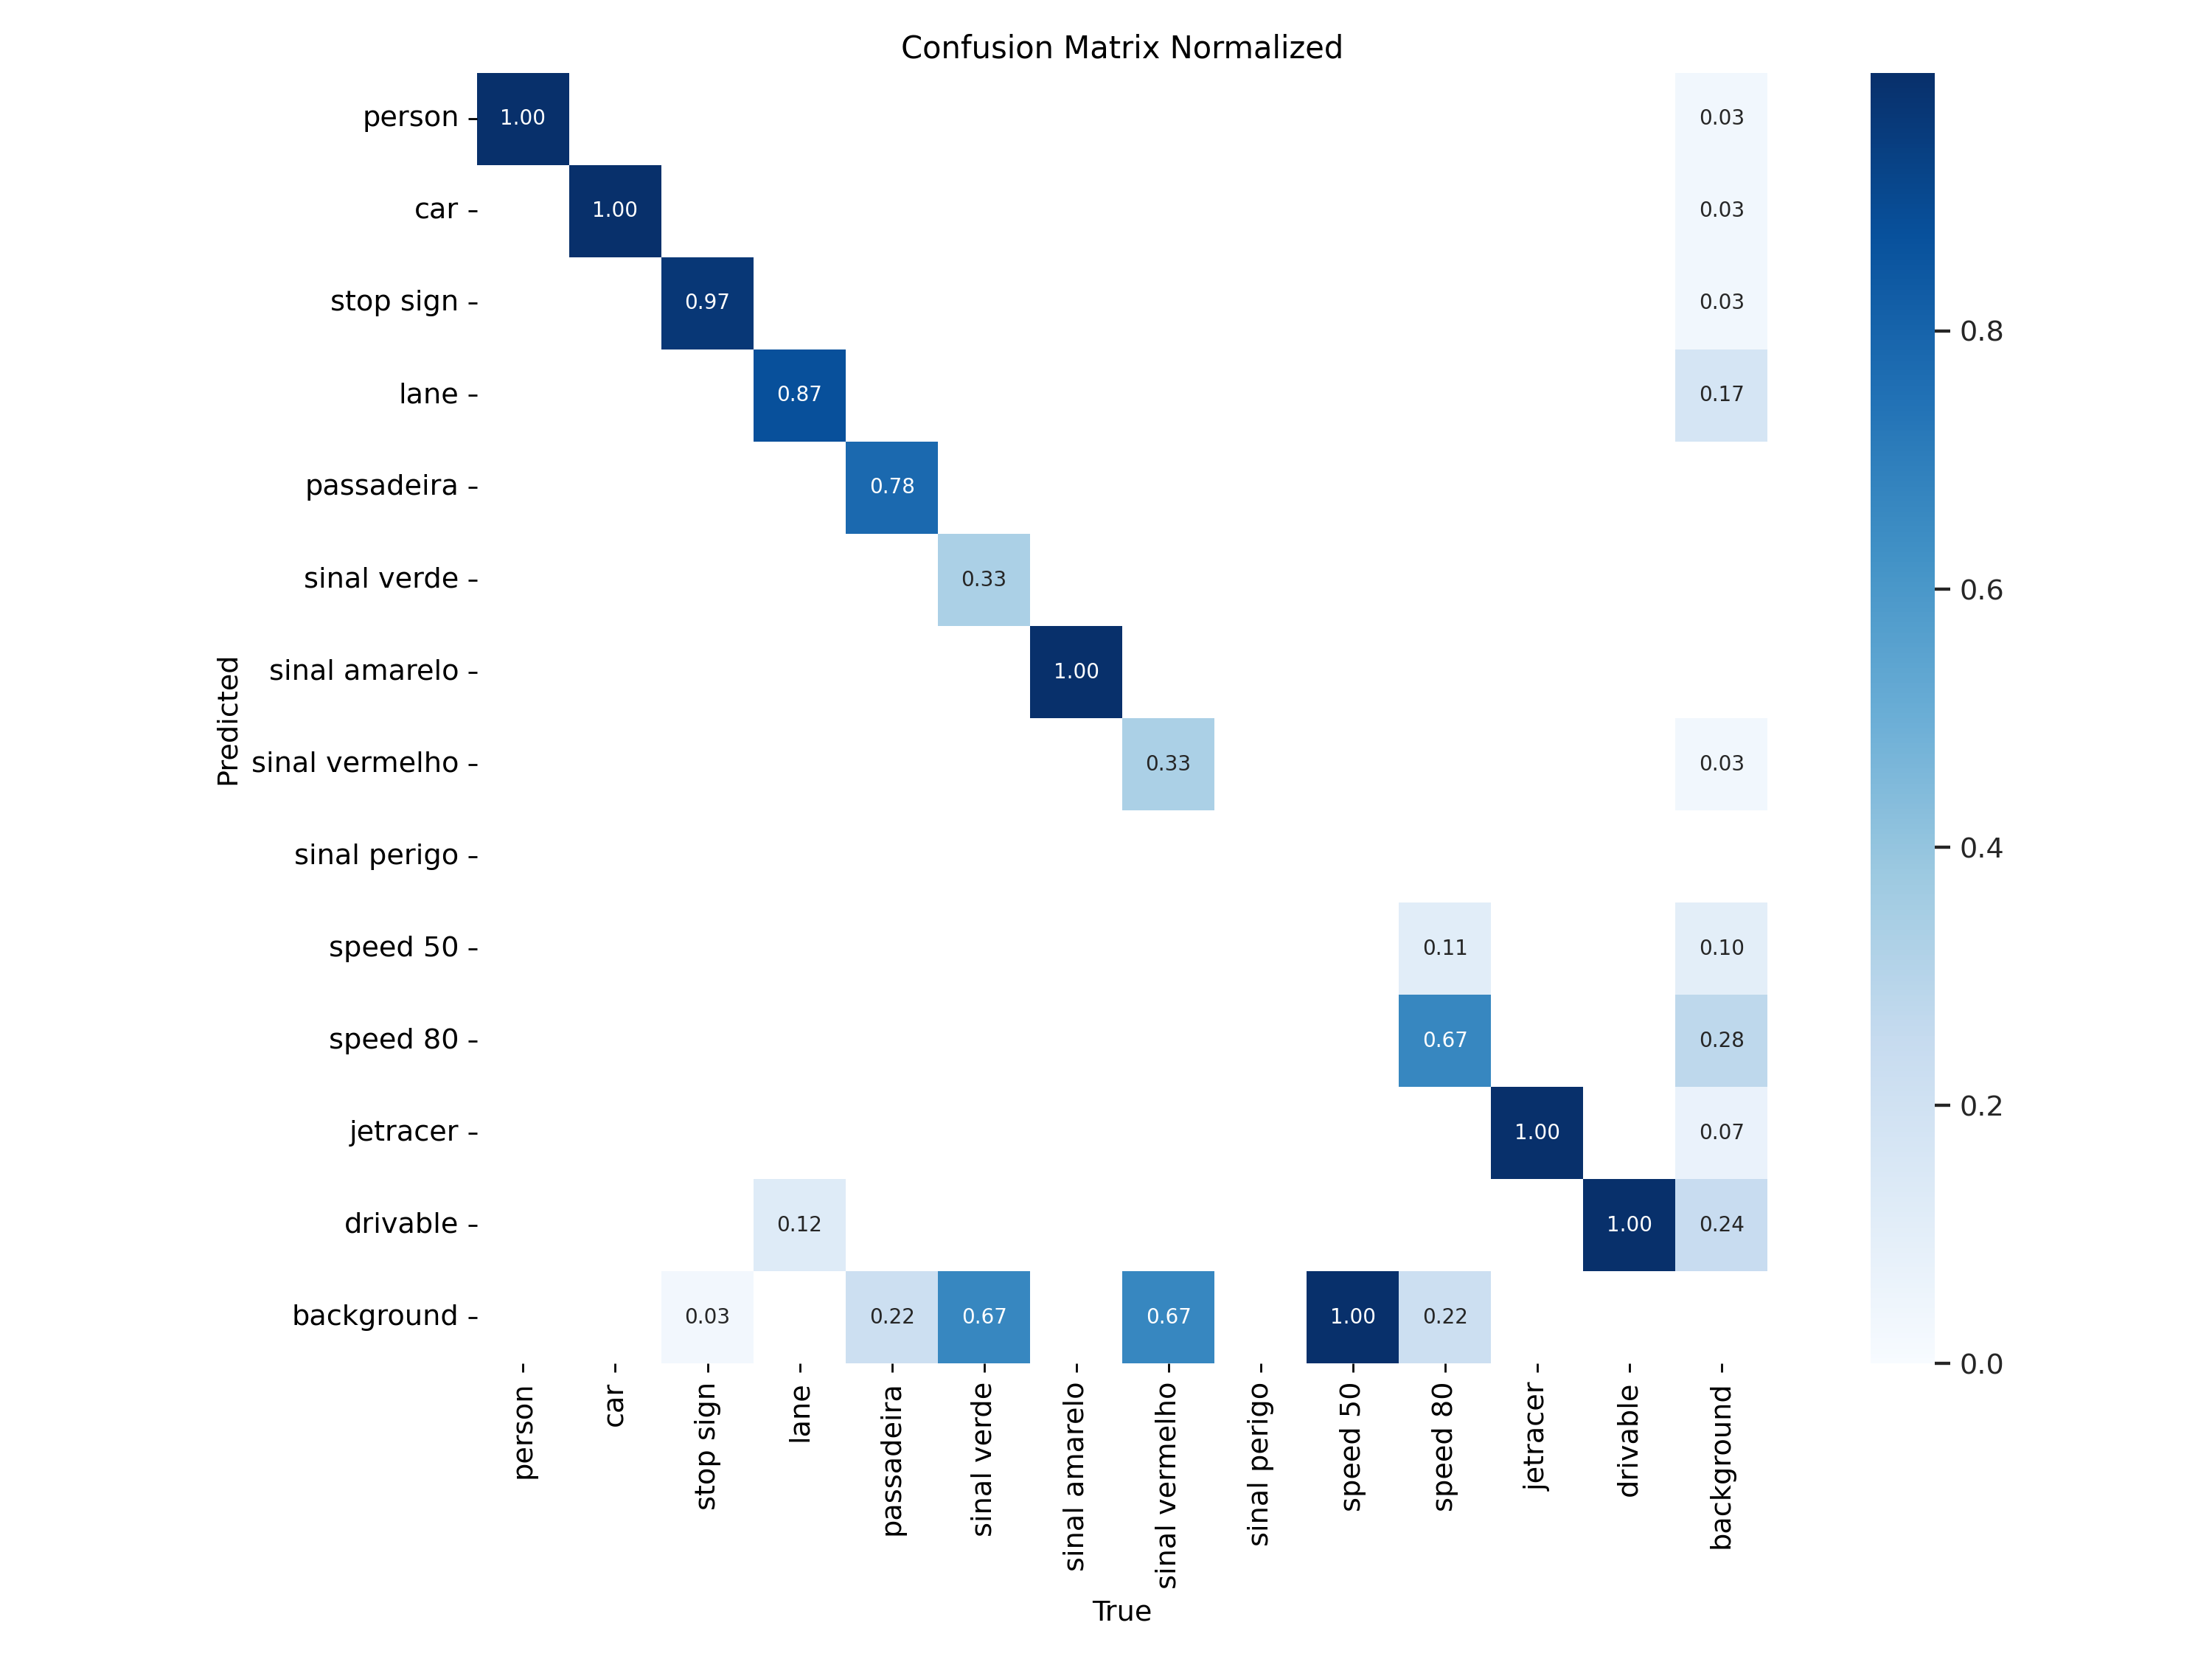 Confusion Matrix Normalized
person 1.00 0.03
car 1.00 0.03
stop sign 0.97 0.03
0.8
lane 0.87 0.17
passadeira 0.78
sinal verde 0.33
0.6
sinal amarelo 1.00
Predicted
sinal vermelho 0.33 0.03
sinal perigo
0.4
speed 50 0.11 0.10
speed 80 0.67 0.28
0.2
jetracer 1.00 0.07
drivable 0.12 1.00 0.24
background 0.03 0.22 0.67 0.67 1.00 0.22
0.0
person
car
stop sign
lane
passadeira
sinal verde
sinal amarelo
sinal vermelho
sinal perigo
speed 50
speed 80
jetracer
drivable
background
True